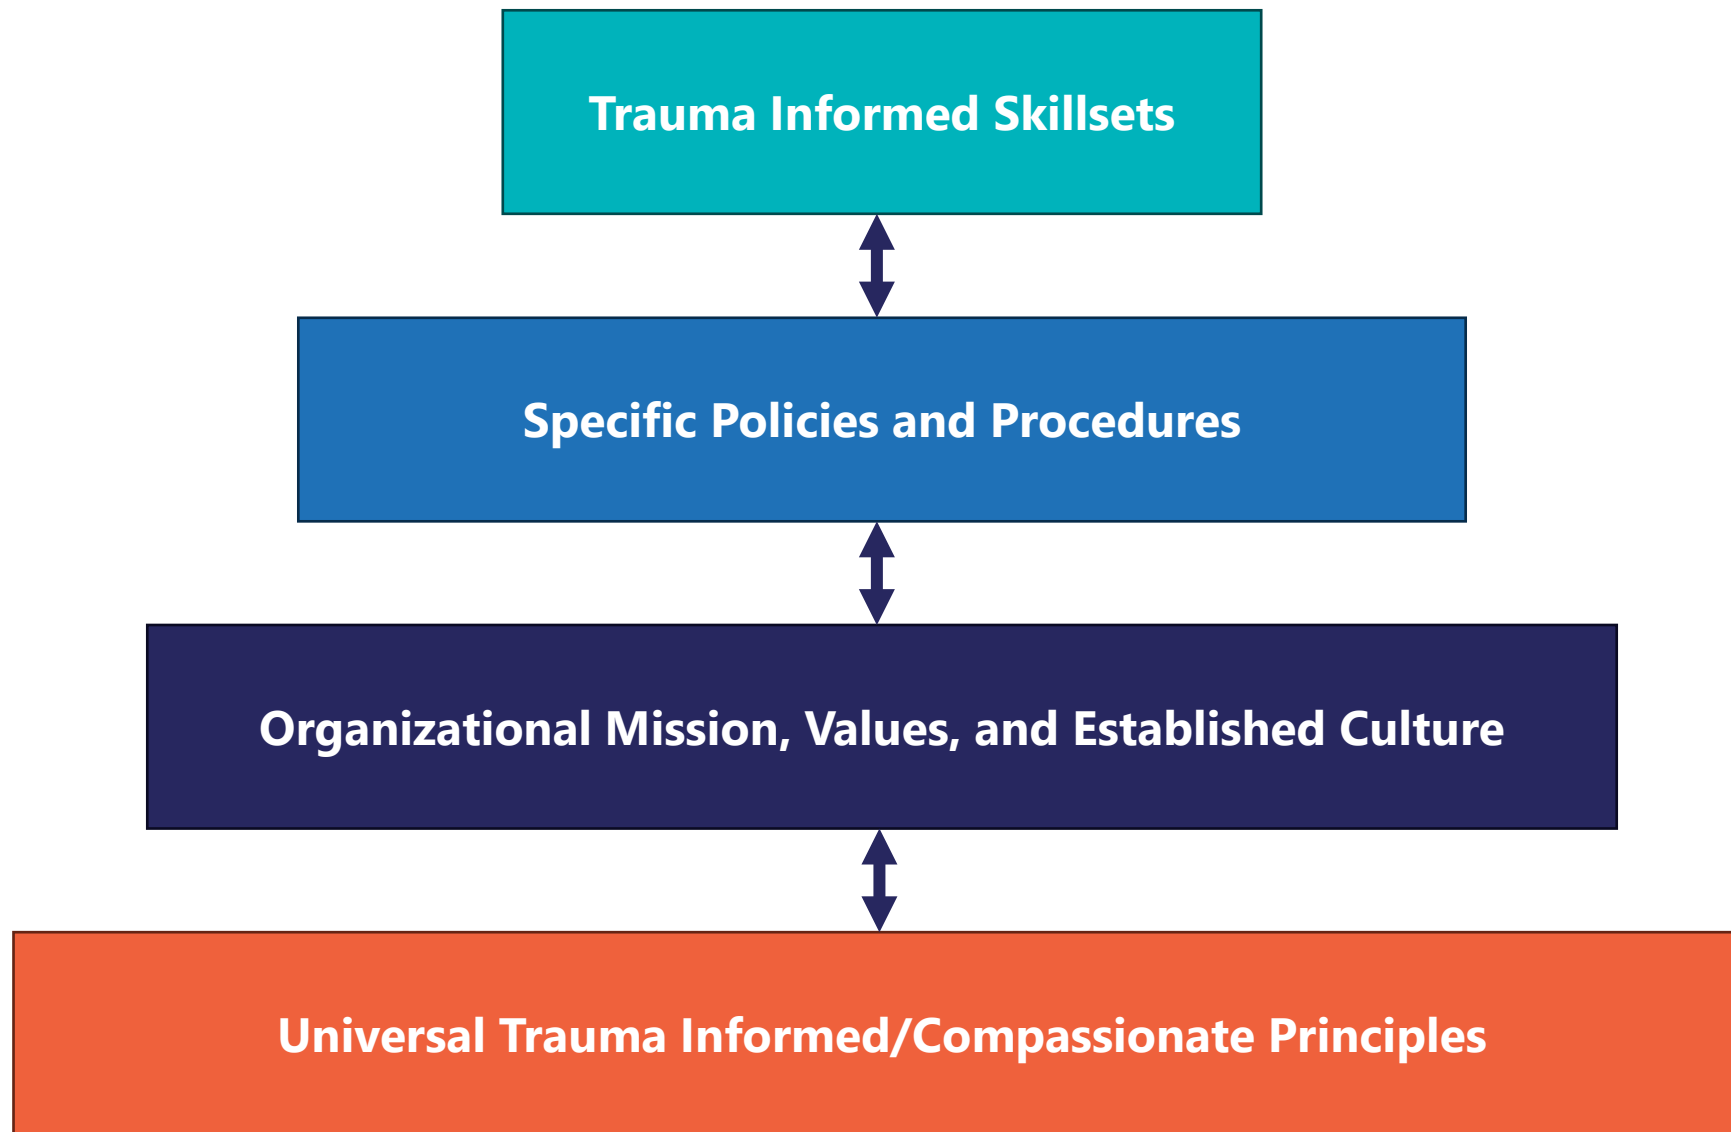 Trauma Informed Skillsets
Specific Policies and Procedures
Organizational Mission, Values, and Established Culture
Universal Trauma Informed/Compassionate Principles